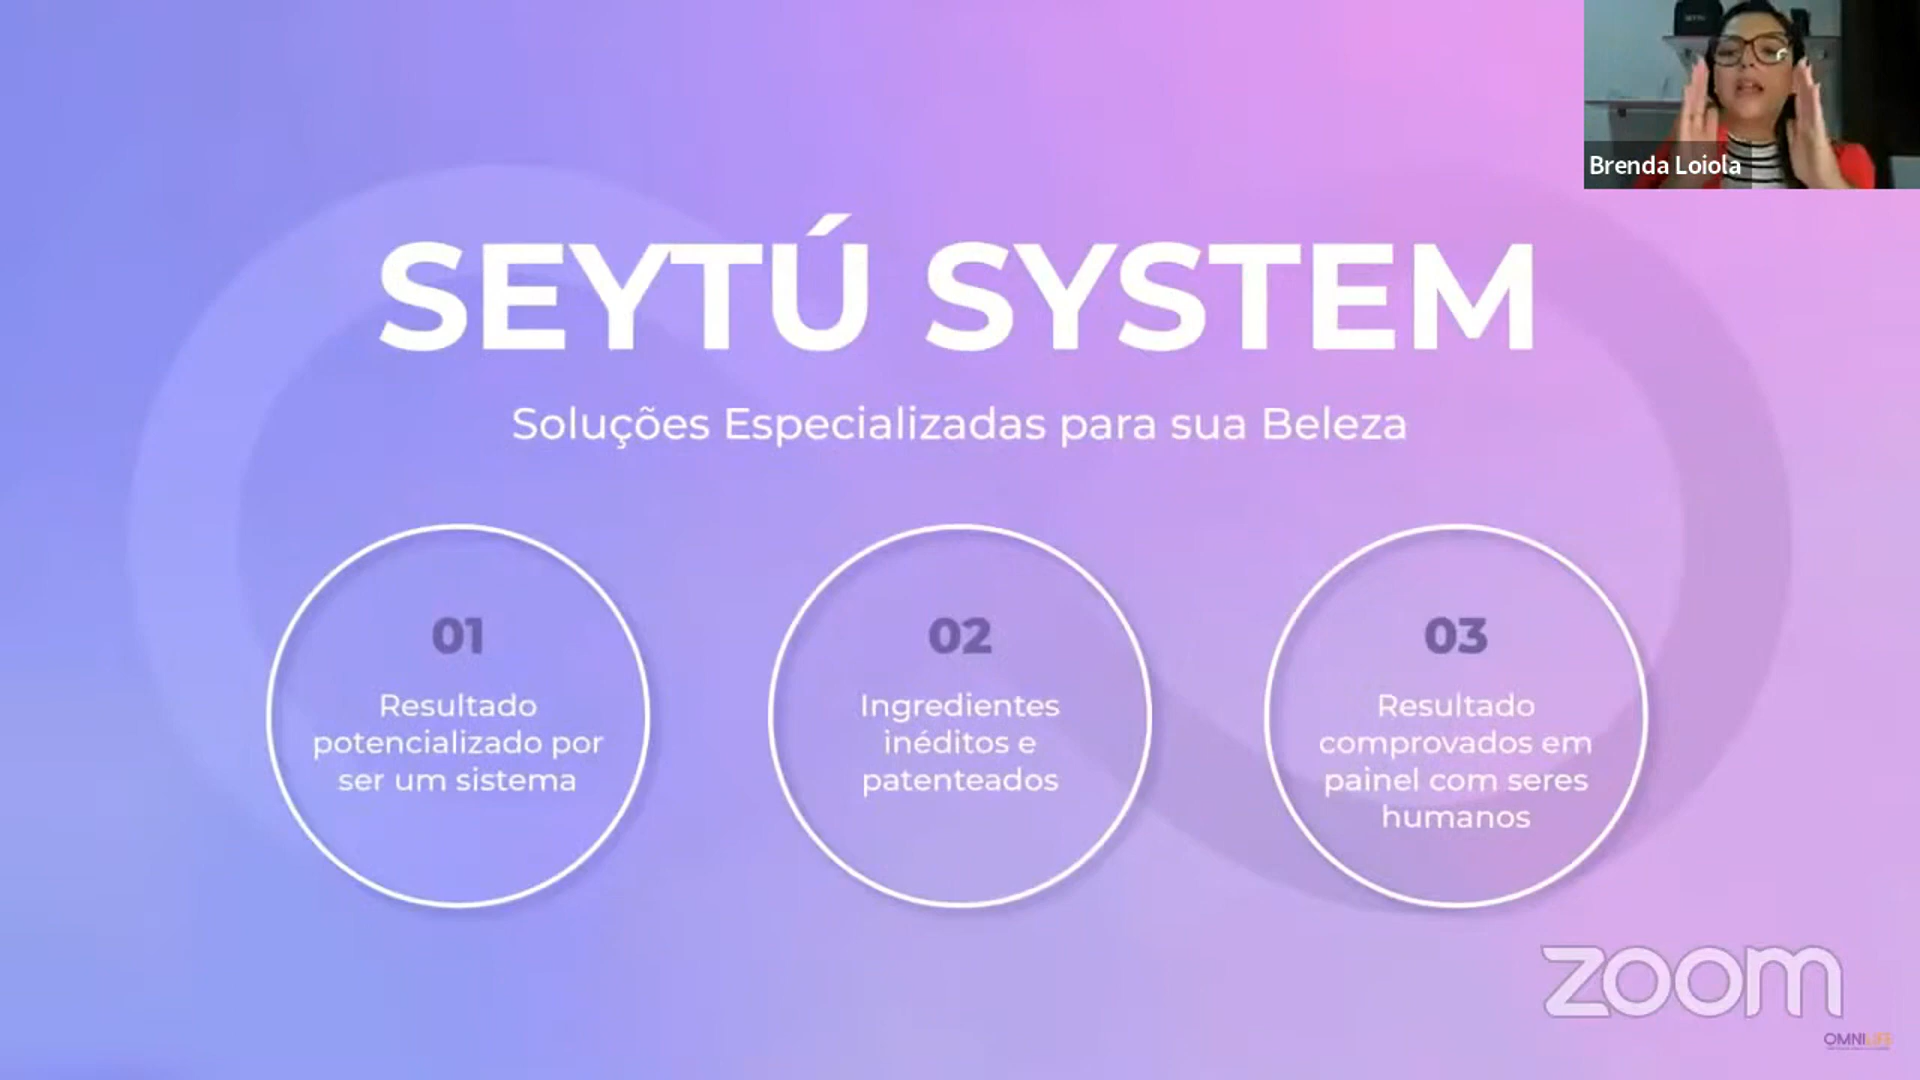 Brenda Loiola
SEYTÚ SYSTEM
Soluções Especializadas para sua Beleza
01
Resultado
potencializado por
ser um sistema
02
Ingredientes
inéditos e
patenteados
03
Resultado
comprovados em
painel com seres
humanos
zoom
OMNILIFE